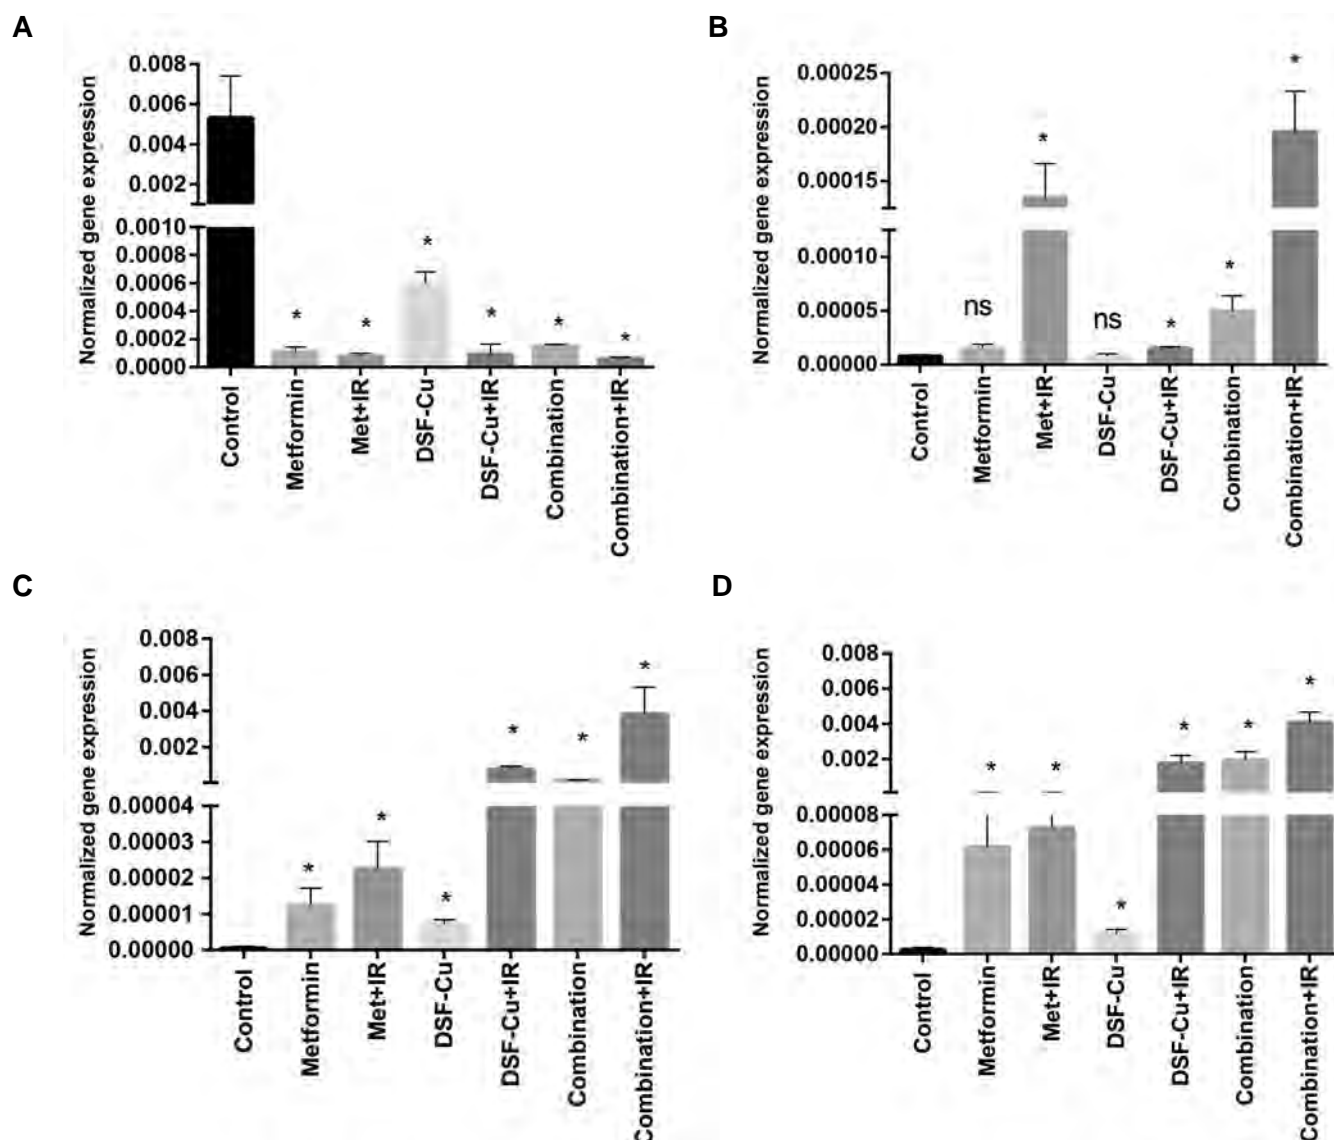 A
Normalized gene expression
0.008
0.006
0.004
0.002
0.0010
0.0008
0.0006
0.0004
0.0002
0.0000
* * * * * *
Control
Metformin
Met+IR
DSF-Cu
DSF-Cu+IR
Combination
Combination+IR
B
Normalized gene expression
0.00025
0.00020
0.00015
0.00010
0.00005
0.00000
ns * ns * * *
Control
Metformin
Met+IR
DSF-Cu
DSF-Cu+IR
Combination
Combination+IR
C
Normalized gene expression
0.008
0.006
0.004
0.002
0.00004
0.00003
0.00002
0.00001
0.00000
* * * * * *
Control
Metformin
Met+IR
DSF-Cu
DSF-Cu+IR
Combination
Combination+IR
D
Normalized gene expression
0.008
0.006
0.004
0.002
0.00008
0.00006
0.00004
0.00002
0.00000
* * * * * *
Control
Metformin
Met+IR
DSF-Cu
DSF-Cu+IR
Combination
Combination+IR